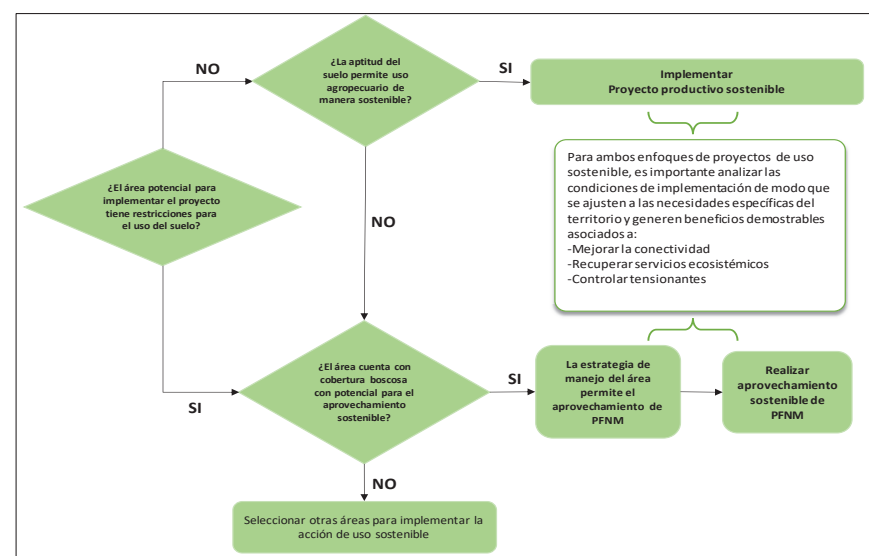 ¿El área potencial para
implementar el proyecto
tiene restricciones para
el uso del suelo?
NO
¿La aptitud del
suelo permite uso
agropecuario de
manera sostenible?
SI
Implementar
Proyecto productivo sostenible
Para ambos enfoques de proyectos de uso
sostenible, es importante analizar las
condiciones de implementación de modo que
se ajusten a las necesidades específicas del
territorio y generen beneficios demostrables
asociados a:
-Mejorar la conectividad
-Recuperar servicios ecosistémicos
-Controlar tensionantes
NO
SI
¿El área cuenta con
cobertura boscosa
con potencial para el
aprovechamiento
sostenible?
SI
La estrategia de
manejo del área
permite el
aprovechamiento de
PFNM
Realizar
aprovechamiento
sostenible de
PFNM
NO
Seleccionar otras áreas para implementar la
acción de uso sostenible